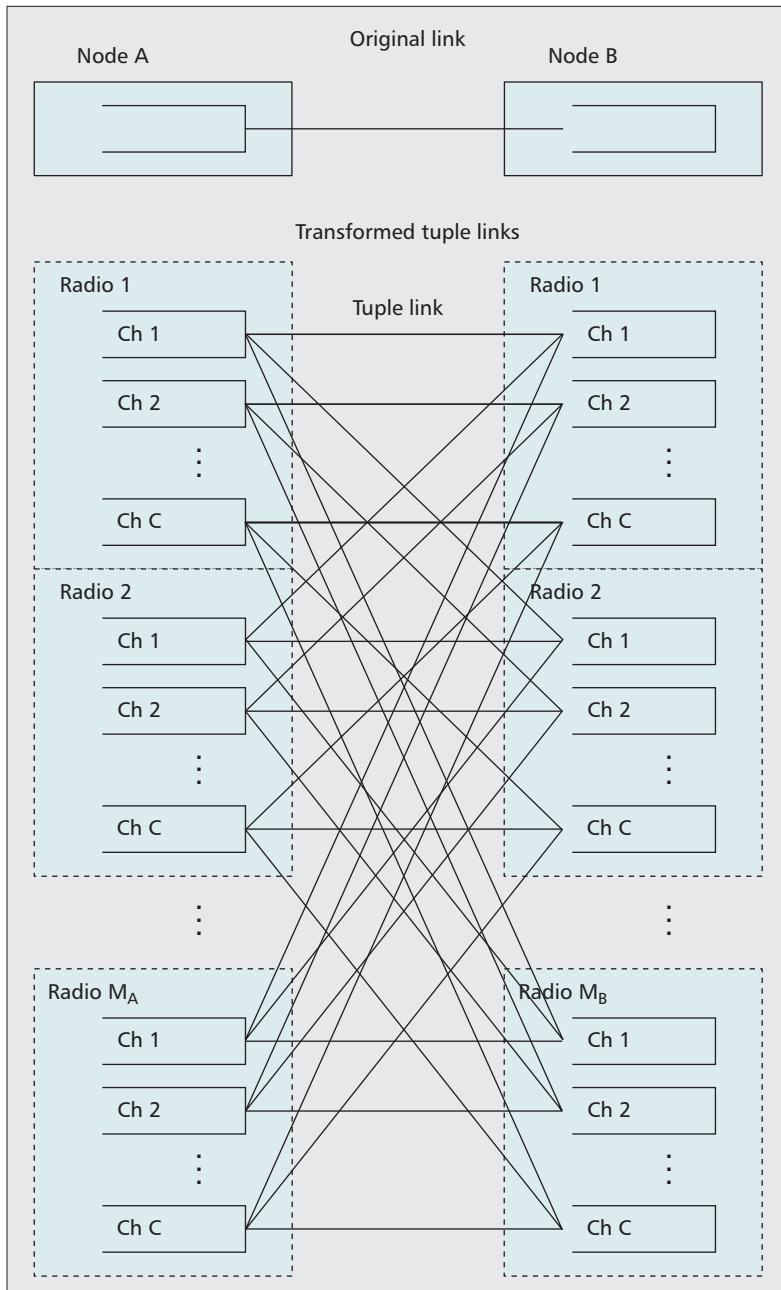 Original link
Node A Node B
Transformed tuple links
Radio 1 Radio 1
Tuple link
Ch 1 Ch 1
Ch 2 Ch 2
⋮ ⋮
Ch C Ch C
Radio 2 Radio 2
Ch 1 Ch 1
Ch 2 Ch 2
⋮ ⋮
Ch C Ch C
⋮ ⋮
Radio M_A Radio M_B
Ch 1 Ch 1
Ch 2 Ch 2
⋮ ⋮
Ch C Ch C